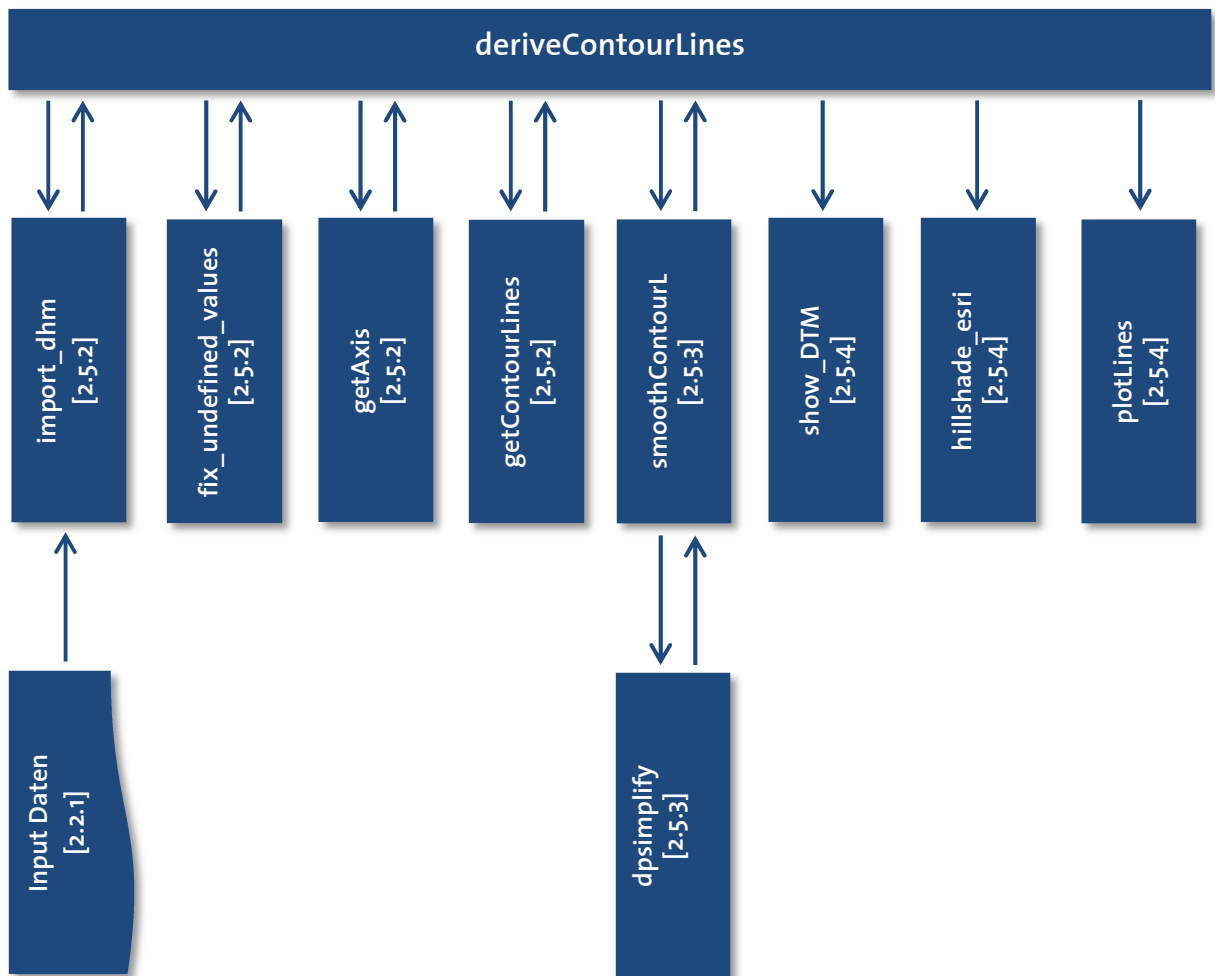 deriveContourLines
import_dhm
[2.5.2]
fix_undefined_values
[2.5.2]
getAxis
[2.5.2]
getContourLines
[2.5.2]
smoothContourL
[2.5.3]
show_DTM
[2.5.4]
hillshade_esri
[2.5.4]
plotLines
[2.5.4]
Input Daten
[2.2.1]
dpsimplify
[2.5.3]